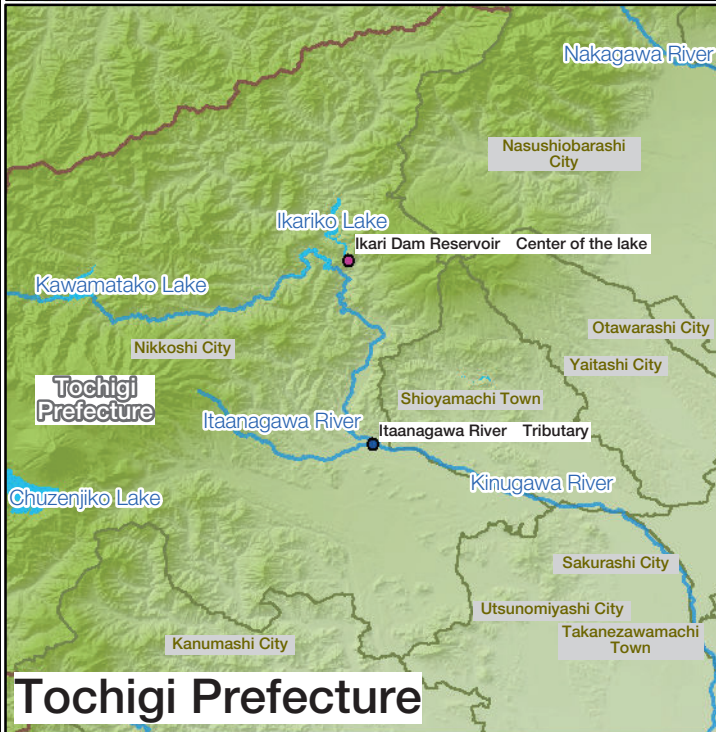 Nakagawa River
Nasushiobarashi
City
Ikariko Lake
Ikari Dam Reservoir Center of the lake
Kawamatako Lake
Otawarashi City
Nikkoshi City
Yaitashi City
Tochigi
Prefecture
Shioyamachi Town
Itaanagawa River
Itaanagawa River Tributary
Kinugawa River
Chuzenjiko Lake
Sakurashi City
Utsunomiyashi City
Takanezawamachi
Town
Kanumashi City
Tochigi Prefecture